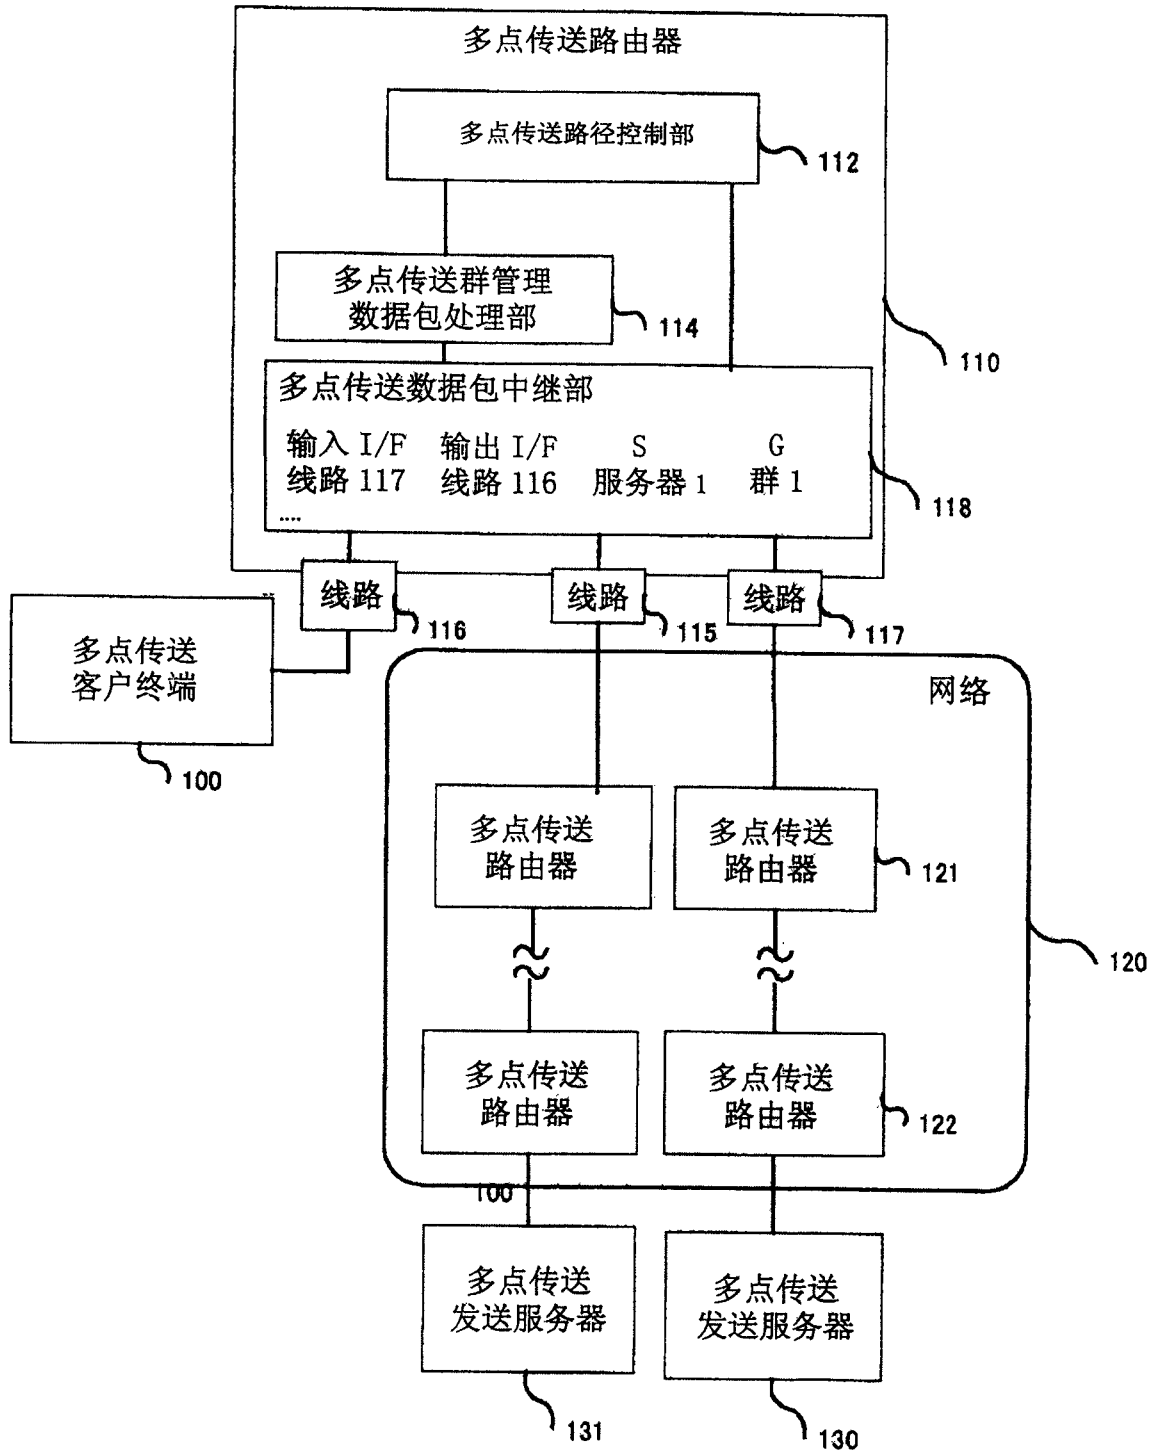 多点传送路由器
多点传送路径控制部
112
多点传送群管理
数据包处理部
114
110
多点传送数据包中继部
输入 I/F 输出 I/F S G
线路 117 线路 116 服务器 1 群 1
....
118
线路
116
线路
115
线路
117
多点传送
客户终端
100
网络
多点传送
路由器
多点传送
路由器
121
120
多点传送
路由器
多点传送
路由器
122
100
多点传送
发送服务器
131
多点传送
发送服务器
130